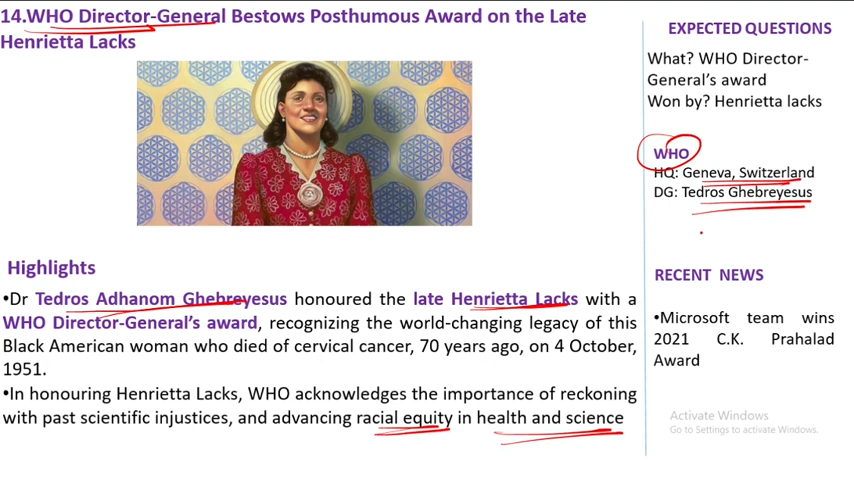 14.WHO Director-General Bestows Posthumous Award on the Late
Henrietta Lacks
Highlights
•Dr Tedros Adhanom Ghebreyesus honoured the late Henrietta Lacks with a
WHO Director-General's award, recognizing the world-changing legacy of this
Black American woman who died of cervical cancer, 70 years ago, on 4 October,
1951.
•In honouring Henrietta Lacks, WHO acknowledges the importance of reckoning
with past scientific injustices, and advancing racial equity in health and science
EXPECTED QUESTIONS
What? WHO Director-
General's award
Won by? Henrietta lacks
WHO
HQ: Geneva, Switzerland
DG: Tedros Ghebreyesus
RECENT NEWS
•Microsoft team wins
2021 C.K. Prahalad
Award
Activate Windows
Go to Settings to activate Windows.